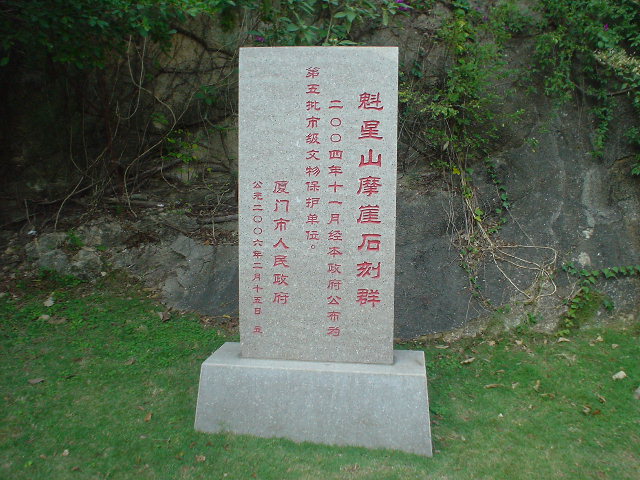 魁星山摩崖石刻群
二〇〇四年十一月经本政府公布为
第五批市级文物保护单位。
厦门市人民政府
公元二〇〇六年二月十五日 立